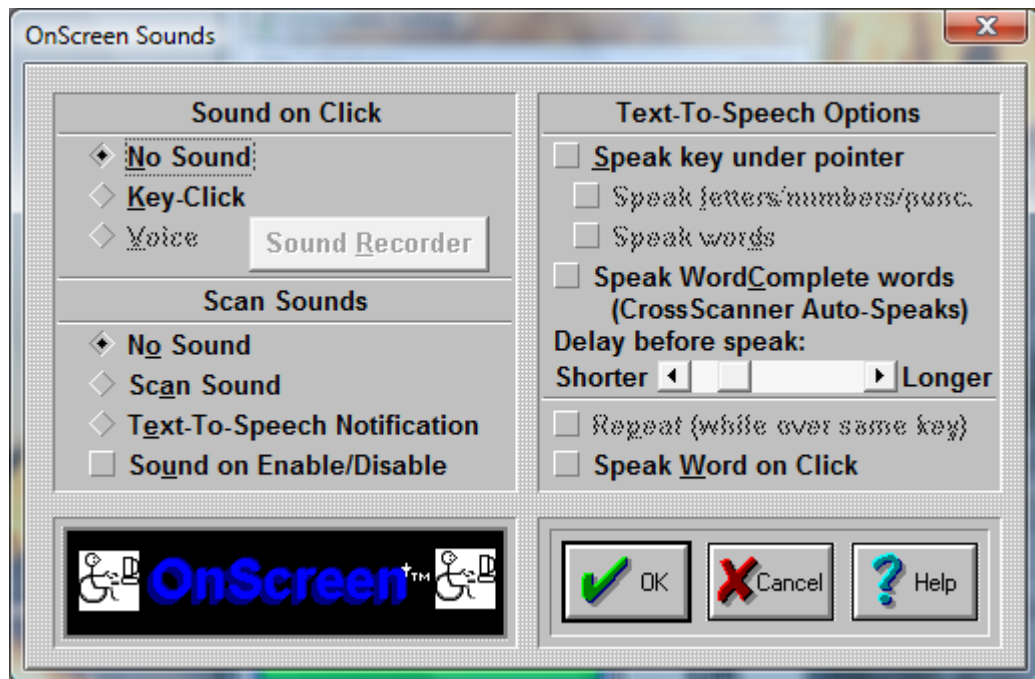 OnScreen Sounds
X
Sound on Click
No Sound
Key-Click
Voice
Sound Recorder
Scan Sounds
No Sound
Scan Sound
Text-To-Speech Notification
Sound on Enable/Disable
Text-To-Speech Options
Speak key under pointer
Speak letters/numbers/punc.
Speak words
Speak WordComplete words
(CrossScanner Auto-Speaks)
Delay before speak:
Shorter Longer
Repeat (while over same key)
Speak Word on Click
OnScreen†™
OK Cancel Help